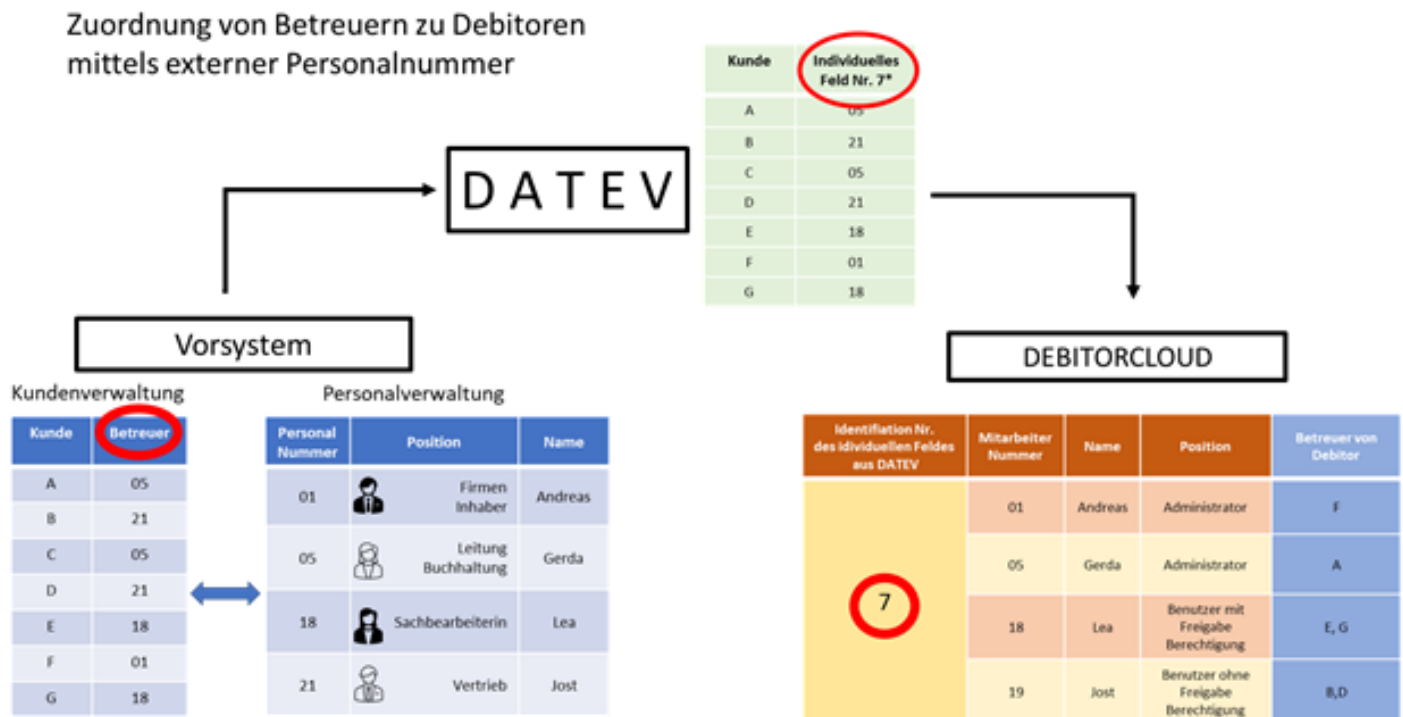 Zuordnung von Betreuern zu Debitoren
mittels externer Personalnummer
Kunde Individuelles
Feld Nr. 7*
A 05
B 21
C 05
D 21
E 18
F 01
G 18
D A T E V
Vorsystem
Kundenverwaltung
Kunde Betreuer
A 05
B 21
C 05
D 21
E 18
F 01
G 18
Personalverwaltung
Personal
Nummer Position Name
01 Firmen
Inhaber Andreas
05 Leitung
Buchhaltung Gerda
18 Sachbearbeiterin Lea
21 Vertrieb Jost
DEBITORCLOUD
Identifiation Nr.
des idividuellen Feldes
aus DATEV
Mitarbeiter
Nummer
Name
Position
Betreuer von
Debitor
7
01 Andreas Administrator F
05 Gerda Administrator A
18 Lea Benutzer mit
Freigabe
Berechtigung E, G
19 Jost Benutzer ohne
Freigabe
Berechtigung B,D